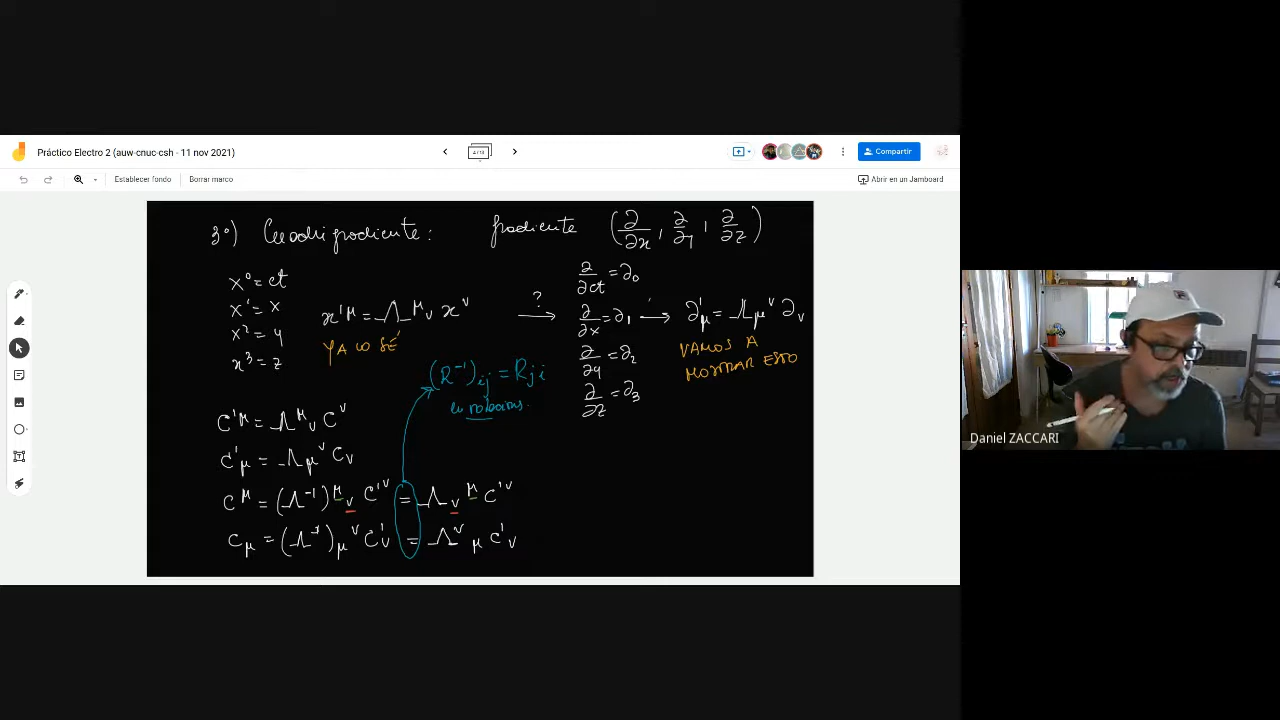 Práctico Electro 2 (auw-cnuc-csh - 11 nov 2021)
4 / 13
Compartir
Establecer fondo
Borrar marco
Abrir en un Jamboard
3º) Cuadrigradiente: gradiente (∂/∂x, ∂/∂y, ∂/∂z)
x⁰ = ct
x¹ = x
x² = y
x³ = z
x'^μ = Λ^μ_ν x^ν
YA LO SÉ
?
∂/∂ct = ∂₀
∂/∂x = ∂₁
∂/∂y = ∂₂
∂/∂z = ∂₃
∂'_μ = Λ_μ^ν ∂_ν
VAMOS A
MOSTRAR ESTO
(R⁻¹)_ij = R_ji
en rotaciones.
C'^μ = Λ^μ_ν C^ν
C'_μ = Λ_μ^ν C_ν
C^μ = (Λ⁻¹)^μ_ν C'^ν = Λ_ν^μ C'^ν
C_μ = (Λ⁻¹)_μ^ν C'_ν = Λ^ν_μ C'_ν
Daniel ZACCARI